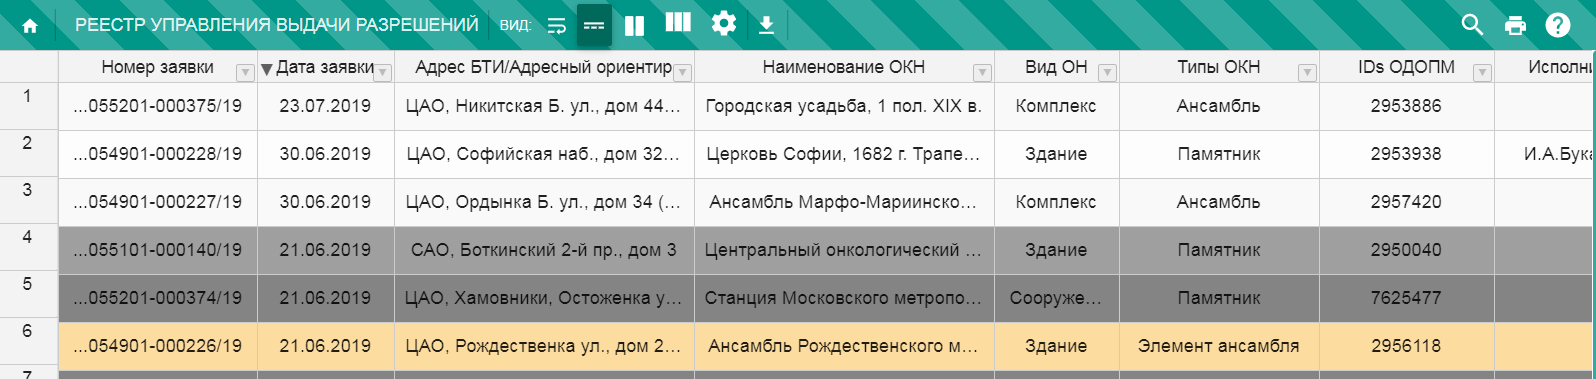 РЕЕСТР УПРАВЛЕНИЯ ВЫДАЧИ РАЗРЕШЕНИЙ ВИД:
Номер заявки Дата заявки Адрес БТИ/Адресный ориентир Наименование ОКН Вид ОН Типы ОКН IDs ОДОПМ Исполни
1 ...055201-000375/19 23.07.2019 ЦАО, Никитская Б. ул., дом 44... Городская усадьба, 1 пол. XIX в. Комплекс Ансамбль 2953886
2 ...054901-000228/19 30.06.2019 ЦАО, Софийская наб., дом 32... Церковь Софии, 1682 г. Трапе... Здание Памятник 2953938 И.А.Бука
3 ...054901-000227/19 30.06.2019 ЦАО, Ордынка Б. ул., дом 34 (... Ансамбль Марфо-Мариинско... Комплекс Ансамбль 2957420
4 ...055101-000140/19 21.06.2019 САО, Боткинский 2-й пр., дом 3 Центральный онкологический ... Здание Памятник 2950040
5 ...055201-000374/19 21.06.2019 ЦАО, Хамовники, Остоженка у... Станция Московского метропо... Сооруже... Памятник 7625477
6 ...054901-000226/19 21.06.2019 ЦАО, Рождественка ул., дом 2... Ансамбль Рождественского м... Здание Элемент ансамбля 2956118
7